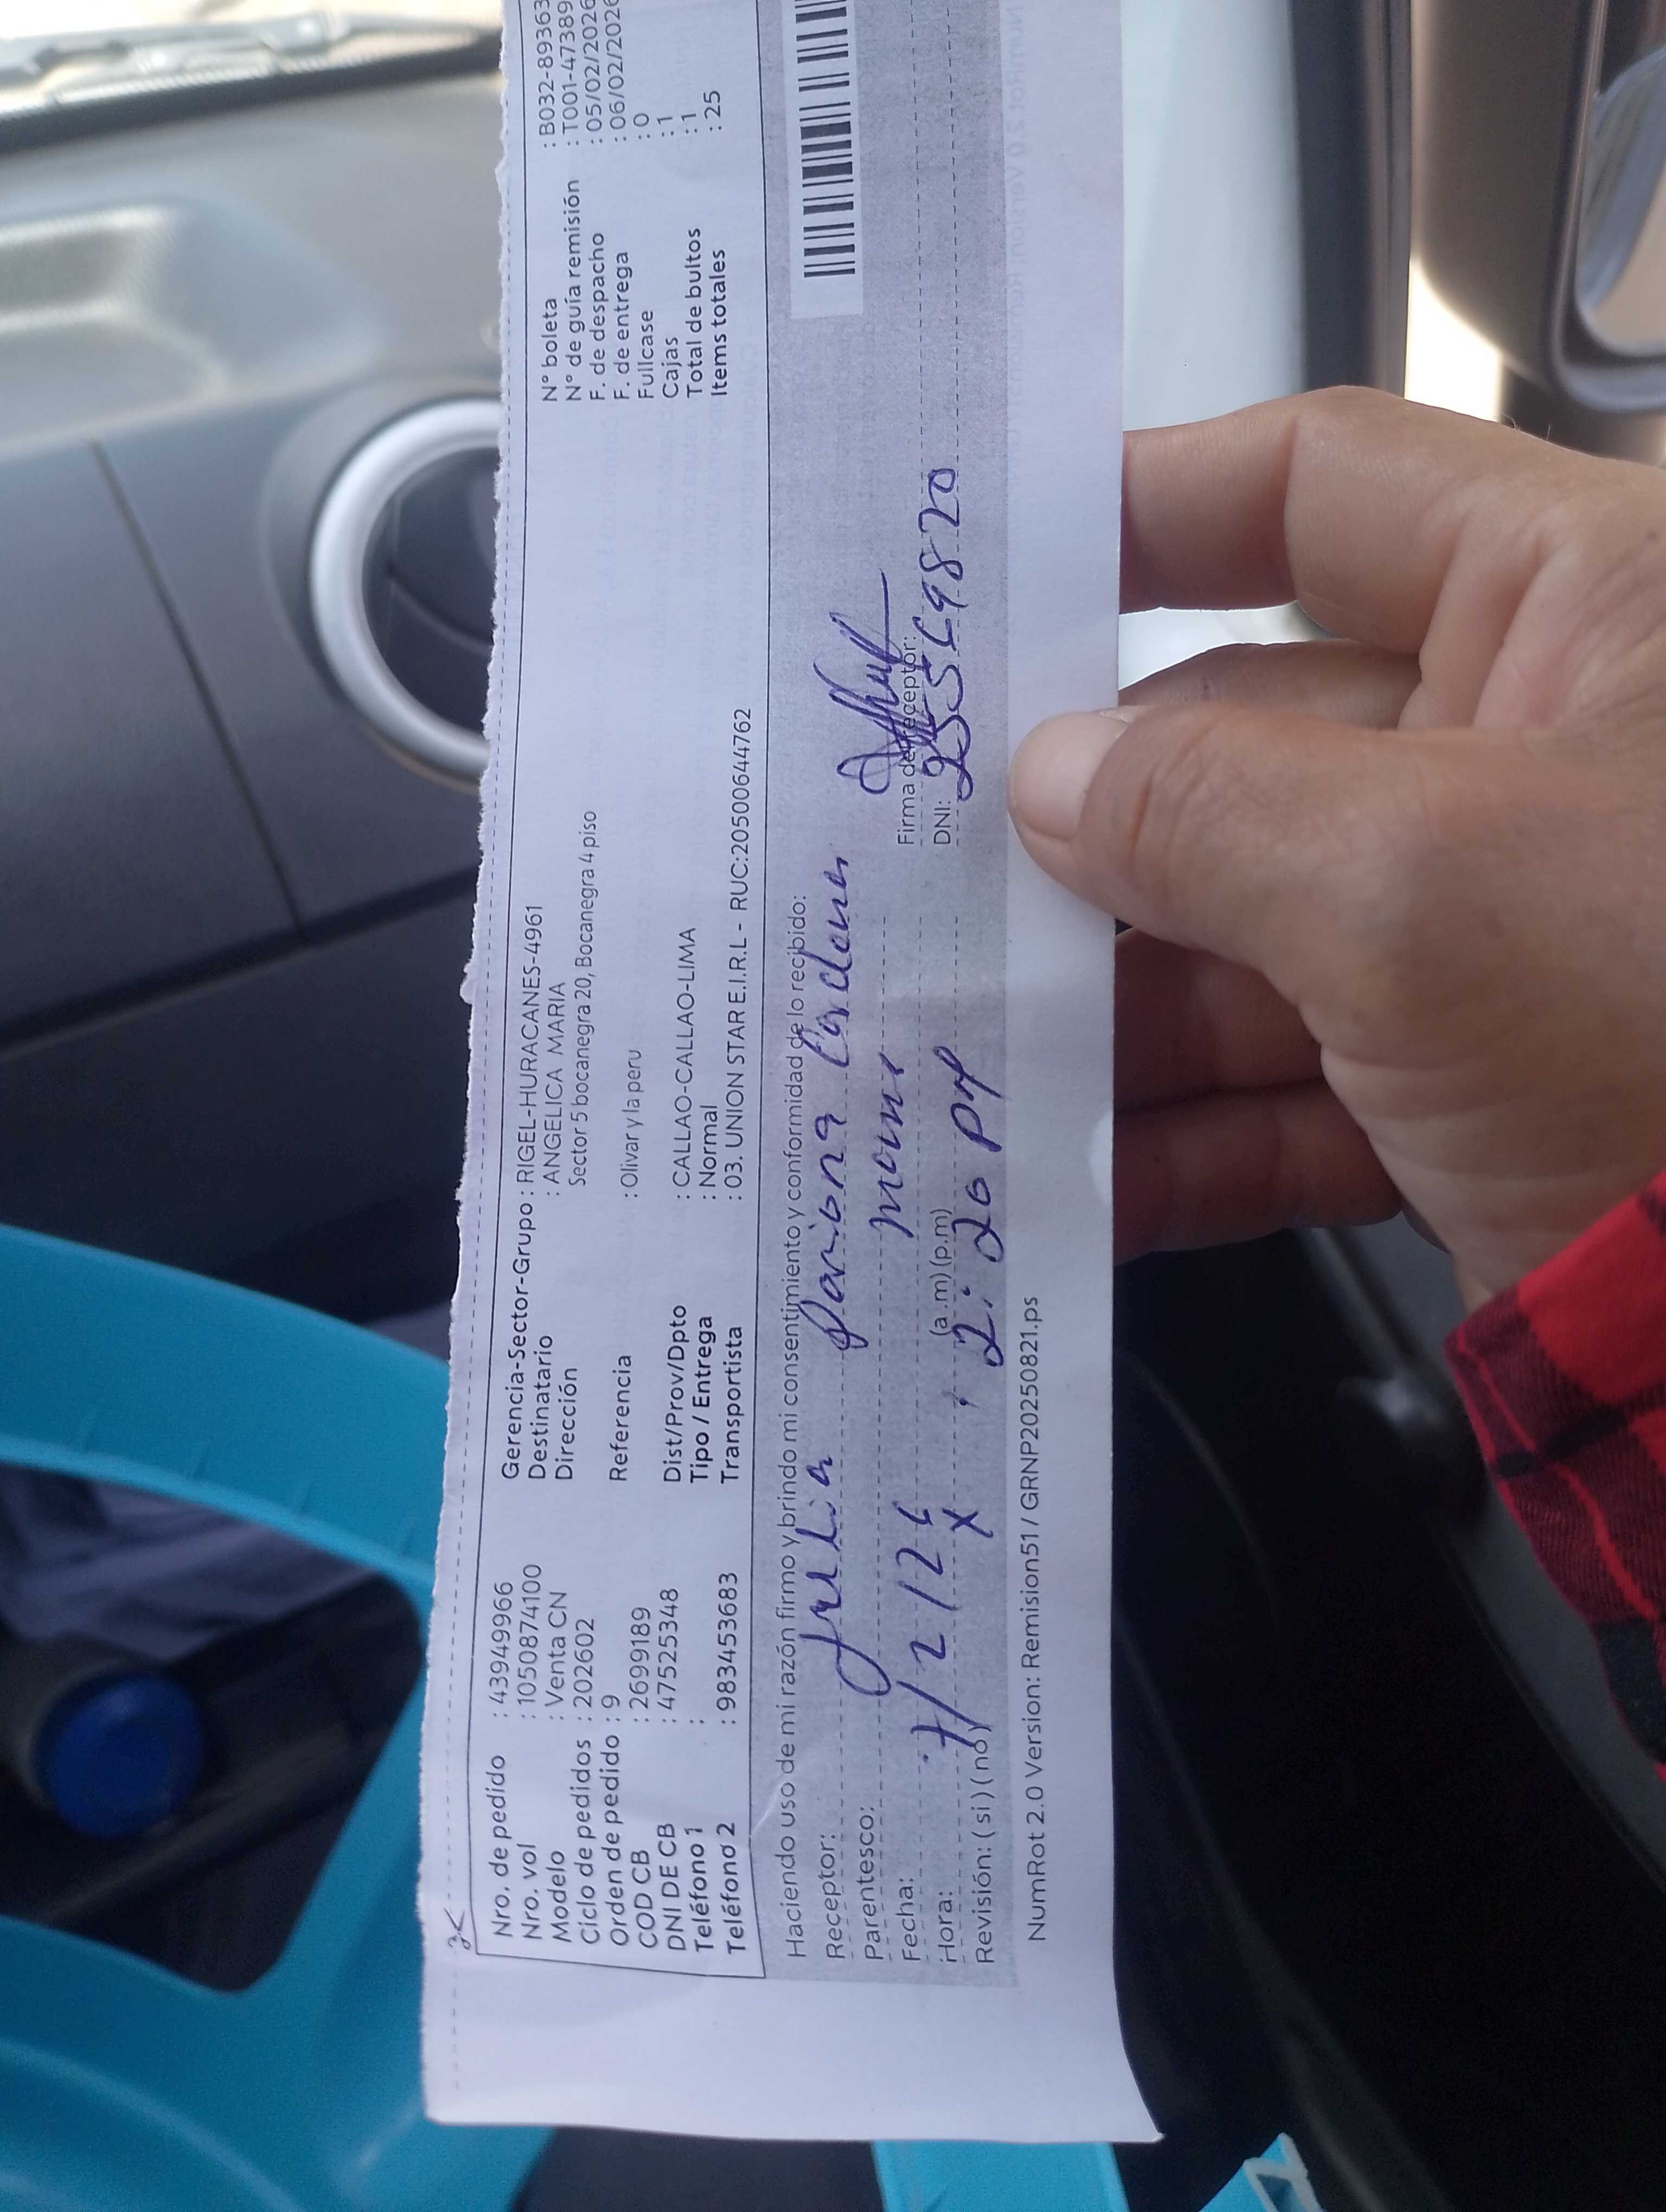 Nro. de pedido : 43949966
Nro. vol : 1050874100
Modelo : Venta CN
Ciclo de pedidos : 202602
Orden de pedido : 9
COD CB : 2699189
DNI DE CB : 47525348
Teléfono 1 :
Teléfono 2 : 983453683
Gerencia-Sector-Grupo : RIGEL-HURACANES-4961
Destinatario : ANGELICA MARIA
Dirección Sector 5 bocanegra 20, Bocanegra 4 piso
Referencia : Olivar y la peru
Dist/Prov/Dpto : CALLAO-CALLAO-LIMA
Tipo / Entrega : Normal
Transportista : 03. UNION STAR E.I.R.L - RUC:20500644762
N° boleta : B032-89363
N° de guía remisión : T001-47389
F. de despacho : 05/02/2026
F. de entrega : 06/02/2026
Fullcase : 0
Cajas : 1
Total de bultos : 1
Items totales : 25
Haciendo uso de mi razón firmo y brindo mi consentimiento y conformidad de lo recibido:
Receptor: Julia Pariona Cardenas
Parentesco: mama
Fecha: 7/2/26
Hora: (a.m) (p.m) 2:20 PM
Revisión: (si) (no) X
Firma de receptor:
DNI: 25569820
NumRot 2.0 Version: Remision51 / GRNP20250821.ps